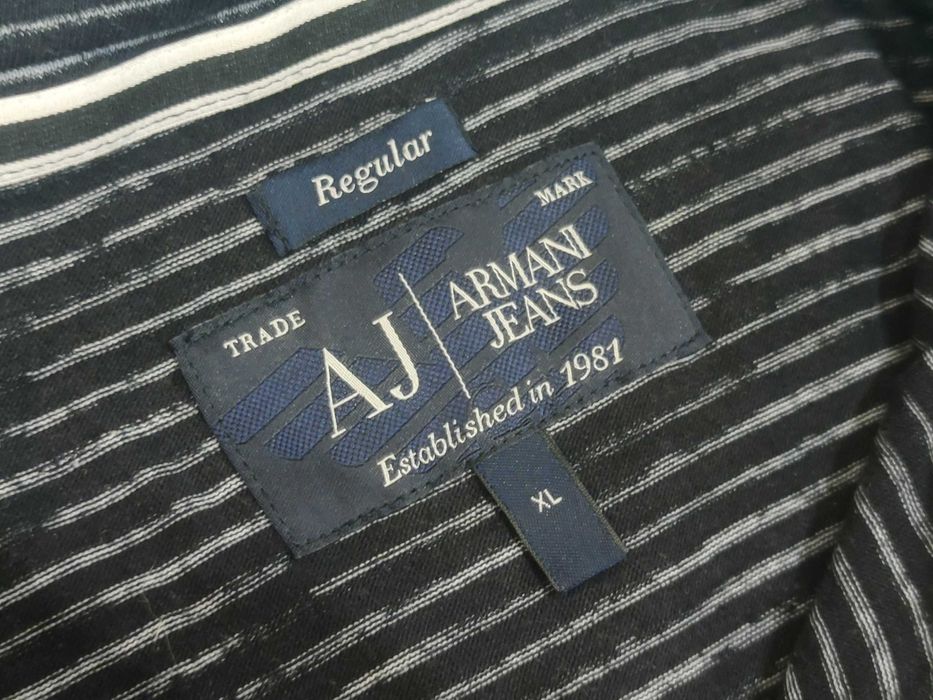 Regular
TRADE MARK
AJ ARMANI
JEANS
Established in 1981
XL